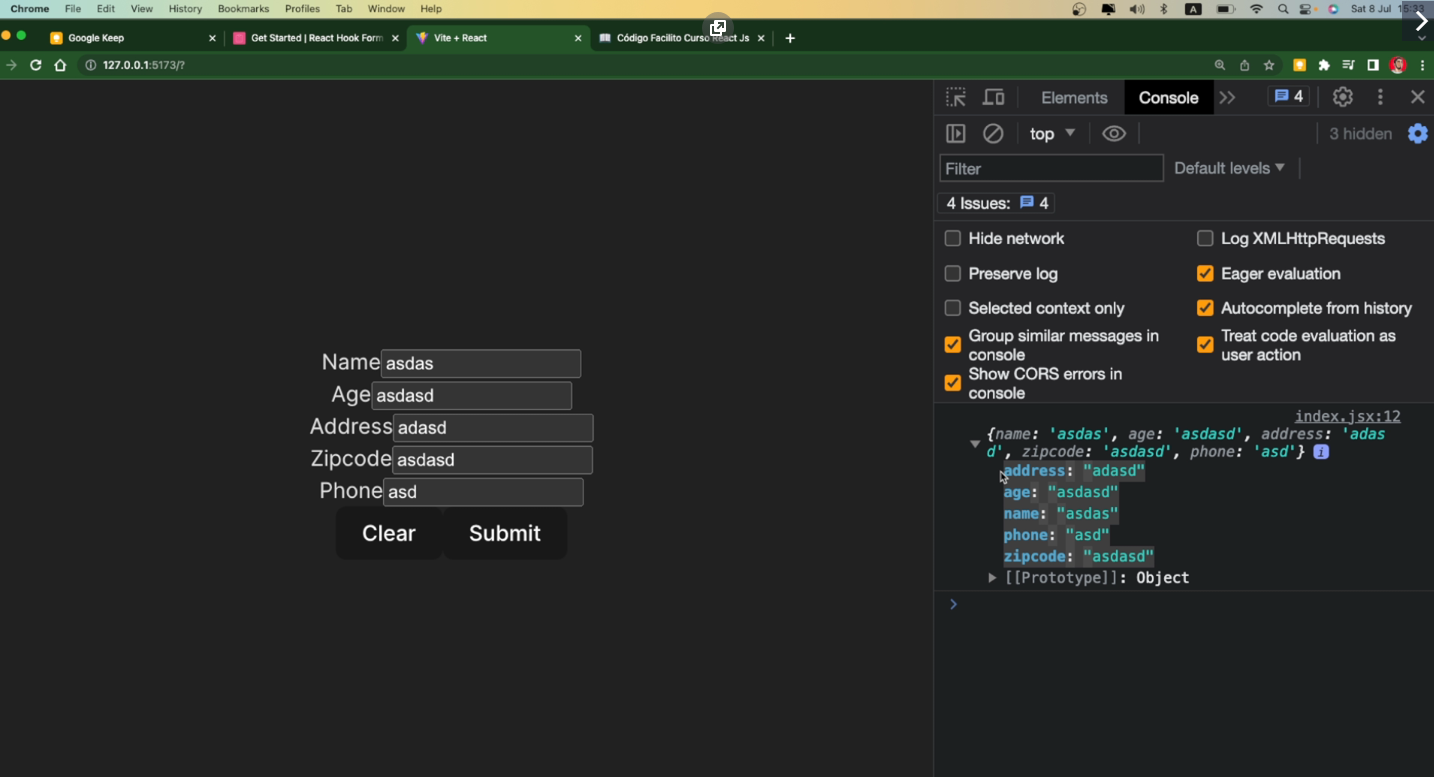 Chrome File Edit View History Bookmarks Profiles Tab Window Help A Sat 8 Jul 15:33
Google Keep Get Started | React Hook Form Vite + React Código Facilito Curso React Js
127.0.0.1:5173/?
Elements Console 4
top 3 hidden
Filter Default levels
4 Issues: 4
Hide network Log XMLHttpRequests
Preserve log Eager evaluation
Selected context only Autocomplete from history
Group similar messages in console Treat code evaluation as user action
Show CORS errors in console
Name asdas
Age asdasd
Address adasd
Zipcode asdasd
Phone asd
Clear Submit
index.jsx:12
{name: 'asdas', age: 'asdasd', address: 'adas
d', zipcode: 'asdasd', phone: 'asd'} i
address: "adasd"
age: "asdasd"
name: "asdas"
phone: "asd"
zipcode: "asdasd"
[[Prototype]]: Object